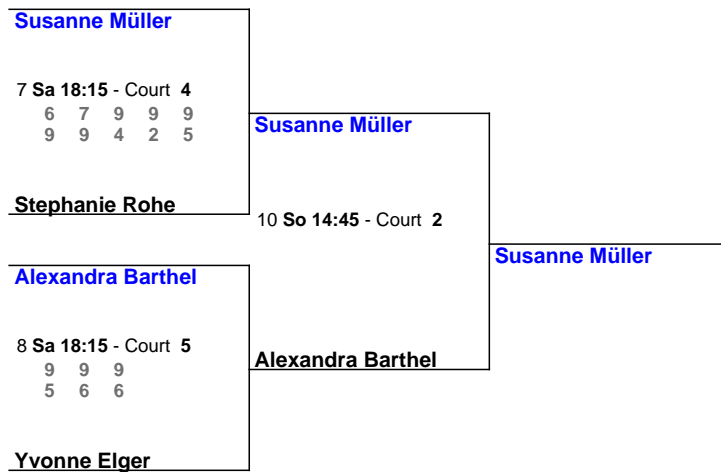 Susanne Müller
7 Sa 18:15 - Court 4
6 7 9 9 9
9 9 4 2 5
Stephanie Rohe
Alexandra Barthel
8 Sa 18:15 - Court 5
9 9 9
5 6 6
Yvonne Elger
Susanne Müller
10 So 14:45 - Court 2
Alexandra Barthel
Susanne Müller